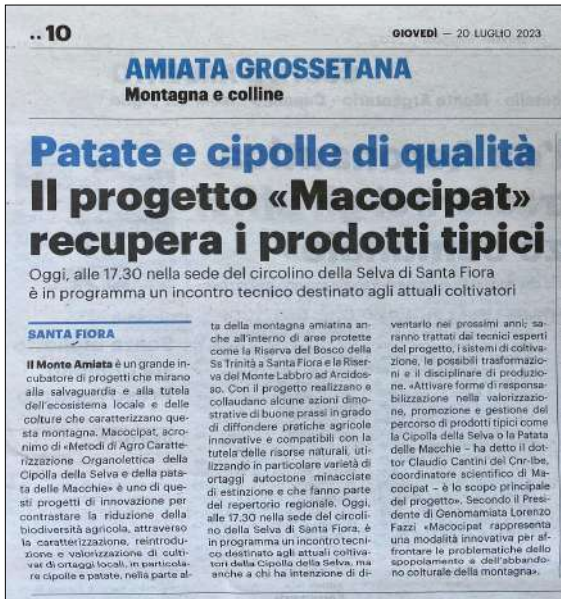 .. 10
GIOVEDÌ — 20 LUGLIO 2023
AMIATA GROSSETANA
Montagna e colline
Patate e cipolle di qualità
Il progetto «Macocipat»
recupera i prodotti tipici
Oggi, alle 17.30 nella sede del circolino della Selva di Santa Fiora
è in programma un incontro tecnico destinato agli attuali coltivatori
SANTA FIORA
Il Monte Amiata è un grande in-
cubatore di progetti che mirano
alla salvaguardia e alla tutela
dell'ecosistema locale e delle
colture che caratterizzano que-
sta montagna. Macocipat, acro-
nimo di «Metodi di Agro Caratte-
rizzazione Organolettica della
Cipolla della Selva e della pata-
ta delle Macchie» è uno di que-
sti progetti di innovazione per
contrastare la riduzione della
biodiversità agricola, attraverso
la caratterizzazione, reintrodu-
zione e valorizzazione di culti-
var di ortaggi locali, in particola-
re cipolle e patate, nella parte al-
ta della montagna amiatina an-
che all'interno di aree protette
come la Riserva del Bosco della
Ss Trinità a Santa Fiora e la Riser-
va del Monte Labbro ad Arcidos-
so. Con il progetto realizzano e
collaudano alcune azioni dimo-
strative di buone prassi in grado
di diffondere pratiche agricole
innovative e compatibili con la
tutela delle risorse naturali, uti-
lizzando in particolare varietà di
ortaggi autoctone minacciate
di estinzione e che fanno parte
del repertorio regionale. Oggi,
alle 17.30 nella sede del circoli-
no della Selva di Santa Fiora, è
in programma un incontro tecni-
co destinato agli attuali coltiva-
tori della Cipolla della Selva, ma
anche a chi ha intenzione di di-
ventarlo nei prossimi anni; sa-
ranno trattati dai tecnici esperti
del progetto, i sistemi di coltiva-
zione, le possibili trasformazio-
ni e il disciplinare di produzio-
ne. «Attivare forme di responsa-
bilizzazione nella valorizzazio-
ne, promozione e gestione del
percorso di prodotti tipici come
la Cipolla della Selva o la Patata
delle Macchie – ha detto il dot-
tor Claudio Cantini del Cnr-Ibe,
coordinatore scientifico di Ma-
cocipat – è lo scopo principale
del progetto». Secondo il Presi-
dente di Genomamiata Lorenzo
Fazzi «Macocipat rappresenta
una modalità innovativa per af-
frontare le problematiche dello
spopolamento e dell'abbando-
no colturale della montagna».